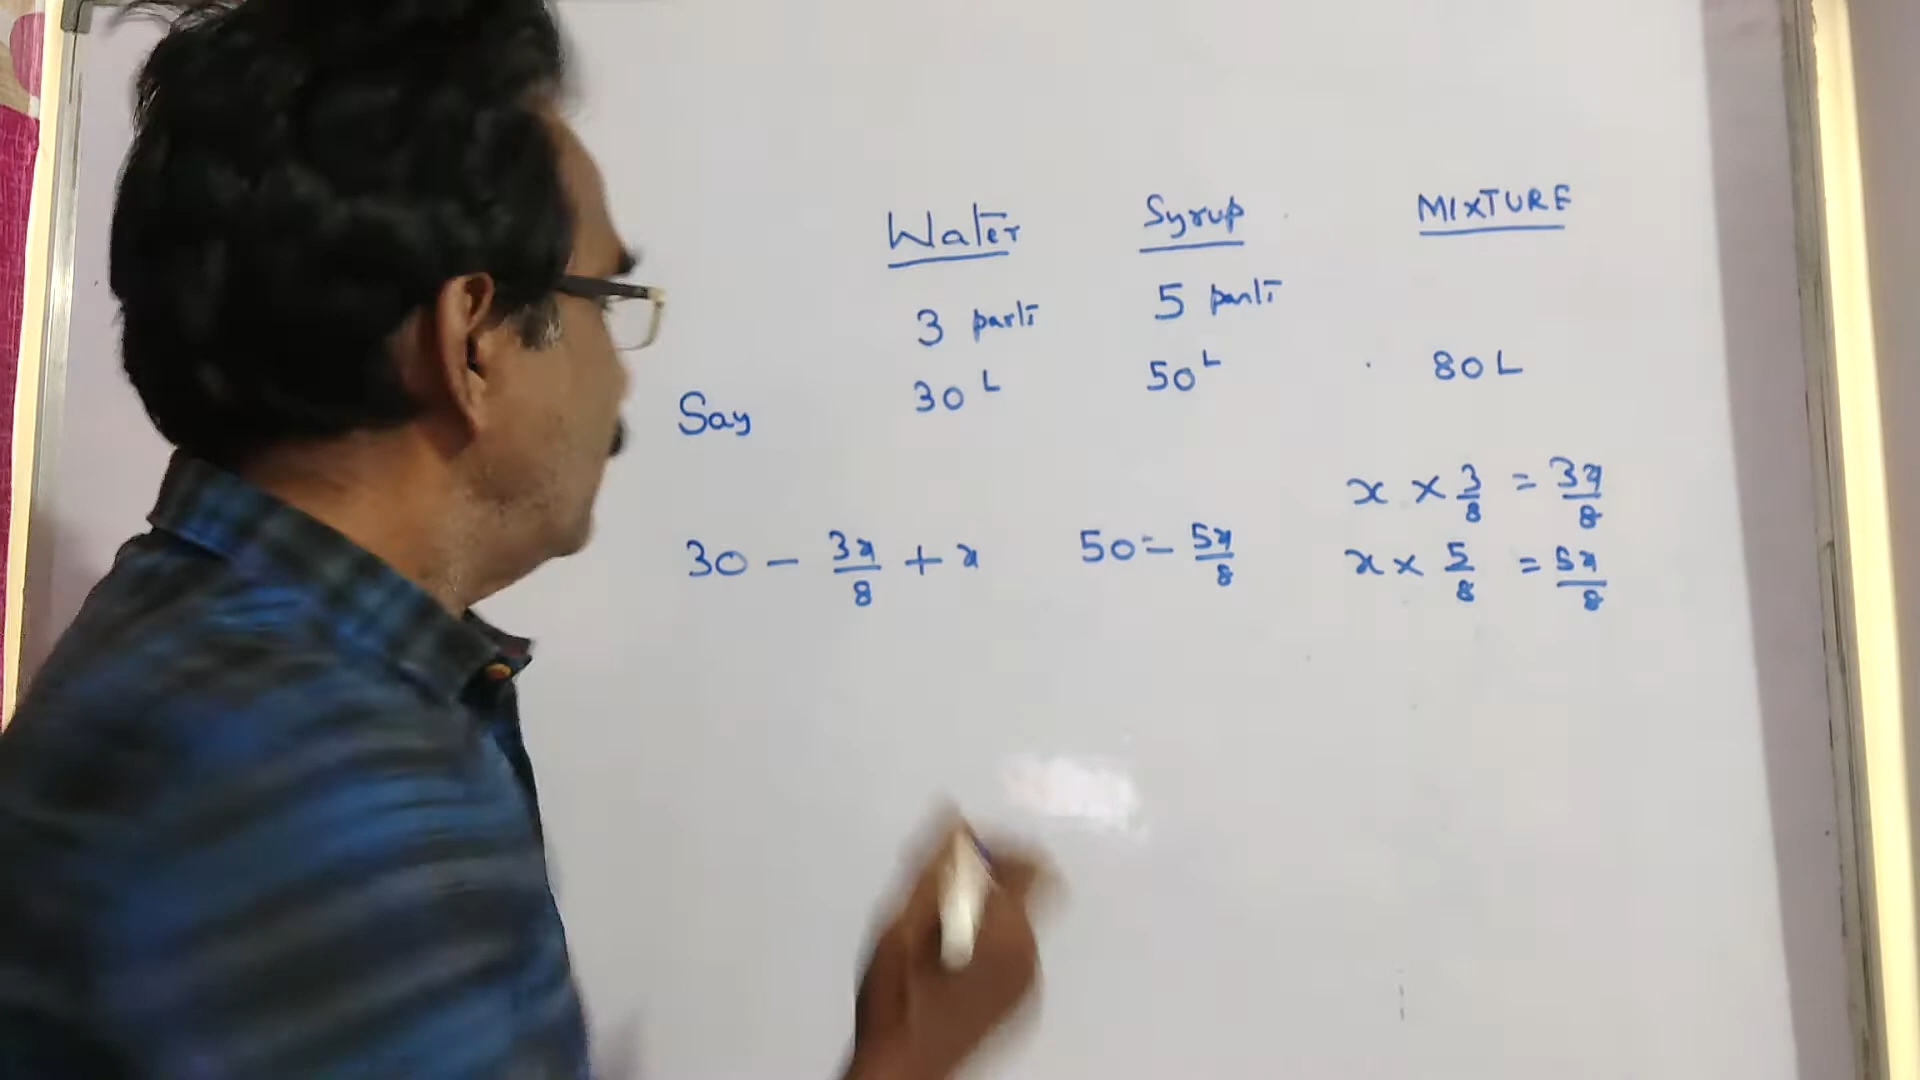 Water Syrup MIXTURE
3 parts 5 parts
Say 30 L 50 L 80 L
x × 3/8 = 3x/8
30 - 3x/8 + x 50 - 5x/8 x × 5/8 = 5x/8